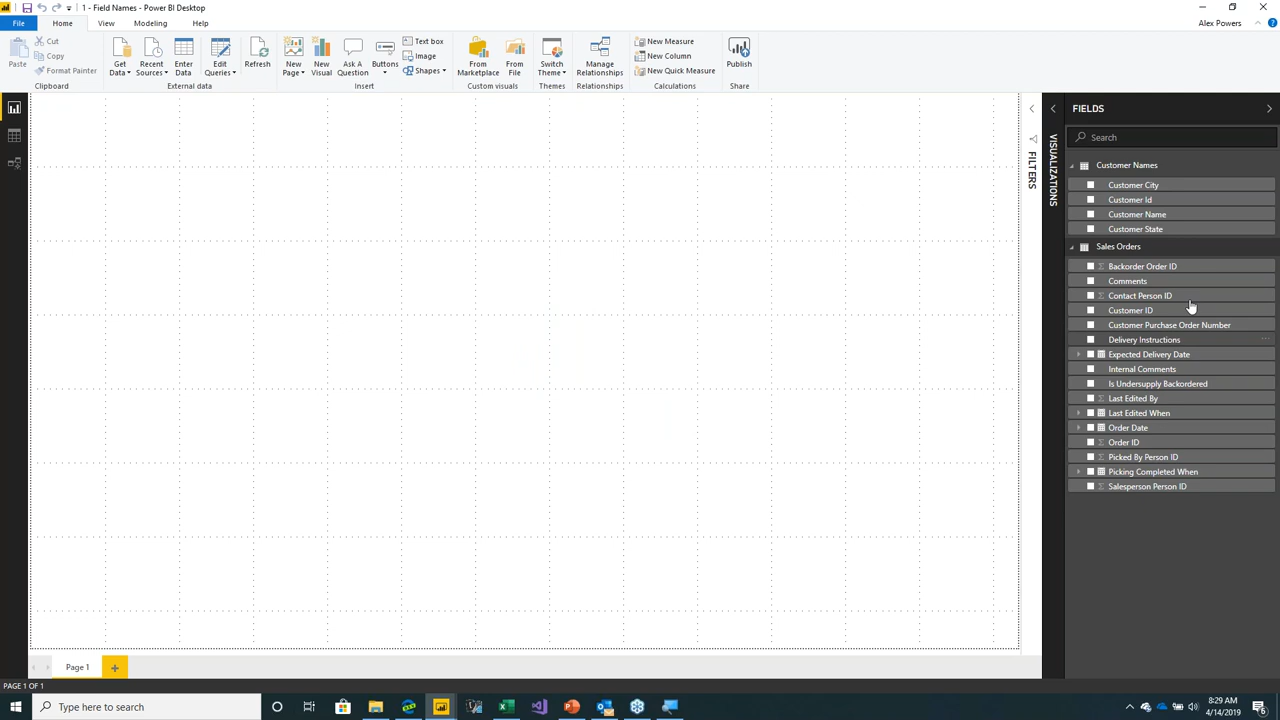 1 - Field Names - Power BI Desktop
File Home View Modeling Help
Alex Powers
Paste
Cut
Copy
Format Painter
Clipboard
Get Data
Recent Sources
Enter Data
Edit Queries
Refresh
External data
New Page
New Visual
Ask A Question
Buttons
Text box
Image
Shapes
Insert
From Marketplace
From File
Custom visuals
Switch Theme
Themes
Manage Relationships
Relationships
New Measure
New Column
New Quick Measure
Calculations
Publish
Share
FILTERS
VISUALIZATIONS
FIELDS
Search
Customer Names
Customer City
Customer Id
Customer Name
Customer State
Sales Orders
Backorder Order ID
Comments
Contact Person ID
Customer ID
Customer Purchase Order Number
Delivery Instructions
Expected Delivery Date
Internal Comments
Is Undersupply Backordered
Last Edited By
Last Edited When
Order Date
Order ID
Picked By Person ID
Picking Completed When
Salesperson Person ID
Page 1
PAGE 1 OF 1
Type here to search
8:29 AM
4/14/2019